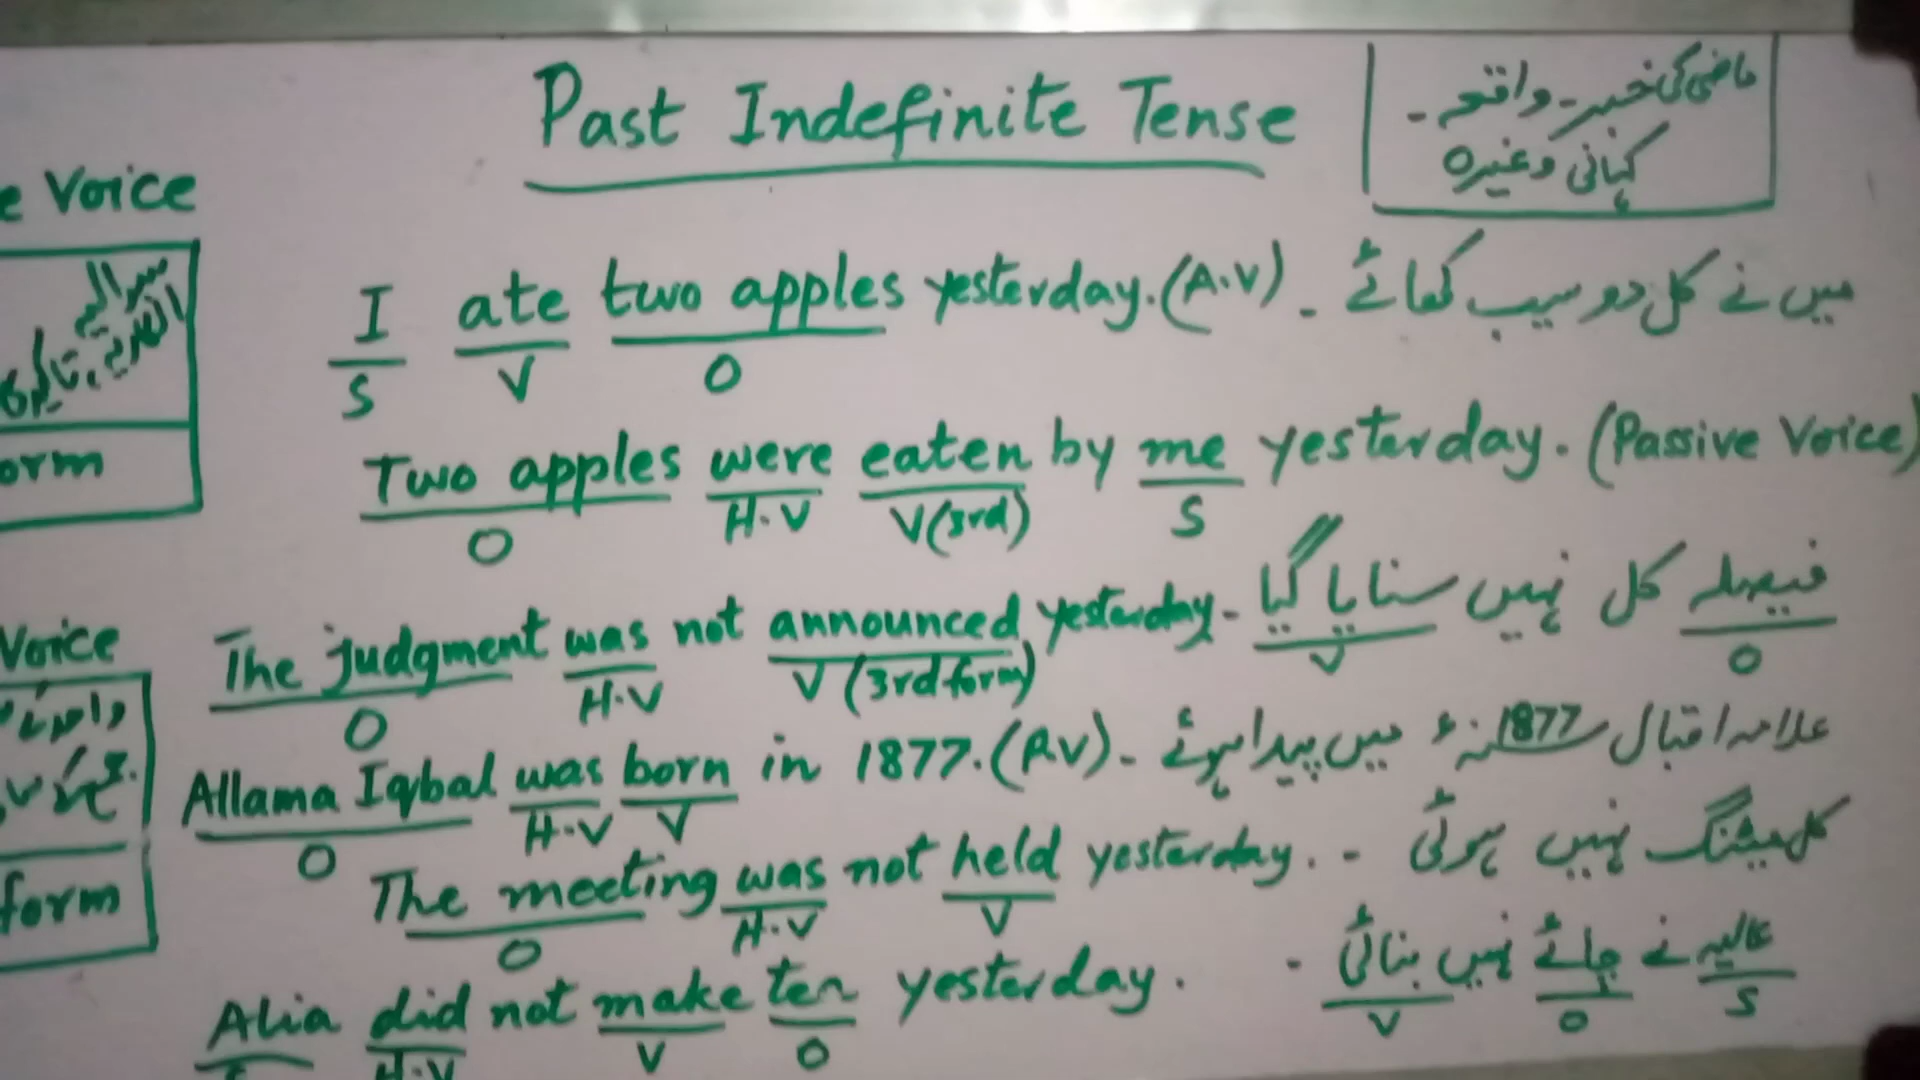 Past Indefinite Tense
ماضی کی خبر - واقعہ -
کہانی وغیرہ
e Voice
I ate two apples yesterday. (A.V) - میں نے کل دو سیب کھائے
S V O
orm
Two apples were eaten by me yesterday. (Passive Voice)
O H.V V(3rd) S
The judgment was not announced yesterday - فیصلہ کل نہیں سنایا گیا
O H.V V (3rd form) V O
Voice
Allama Iqbal was born in 1877. (P.V) - علامہ اقبال 1877ء میں پیدا ہوئے
O H.V V
The meeting was not held yesterday. - کل میٹنگ نہیں ہوئی
O H.V V
form
Alia did not make tea yesterday. - عالیہ نے چائے نہیں بنائی
S H.V V O V O S